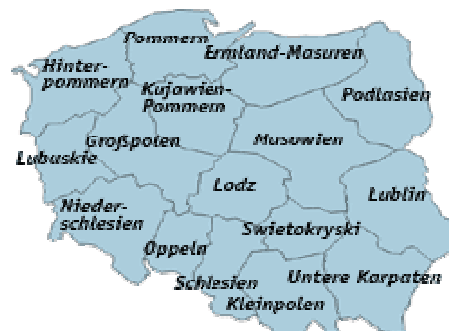 Pommern
Ermland-Masuren
Hinter-
pommern
Kujawien-
Pommern
Podlasien
Großpolen
Masowien
Lubuskie
Lodz
Lublin
Nieder-
schlesien
Swietokryski
Oppeln
Schlesien
Untere Karpaten
Kleinpolen